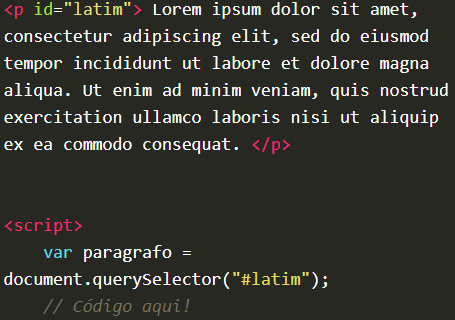 <p id="latim"> Lorem ipsum dolor sit amet,
consectetur adipiscing elit, sed do eiusmod
tempor incididunt ut labore et dolore magna
aliqua. Ut enim ad minim veniam, quis nostrud
exercitation ullamco laboris nisi ut aliquip
ex ea commodo consequat. </p>
<script>
var paragrafo =
document.querySelector("#latim");
// Código aqui!